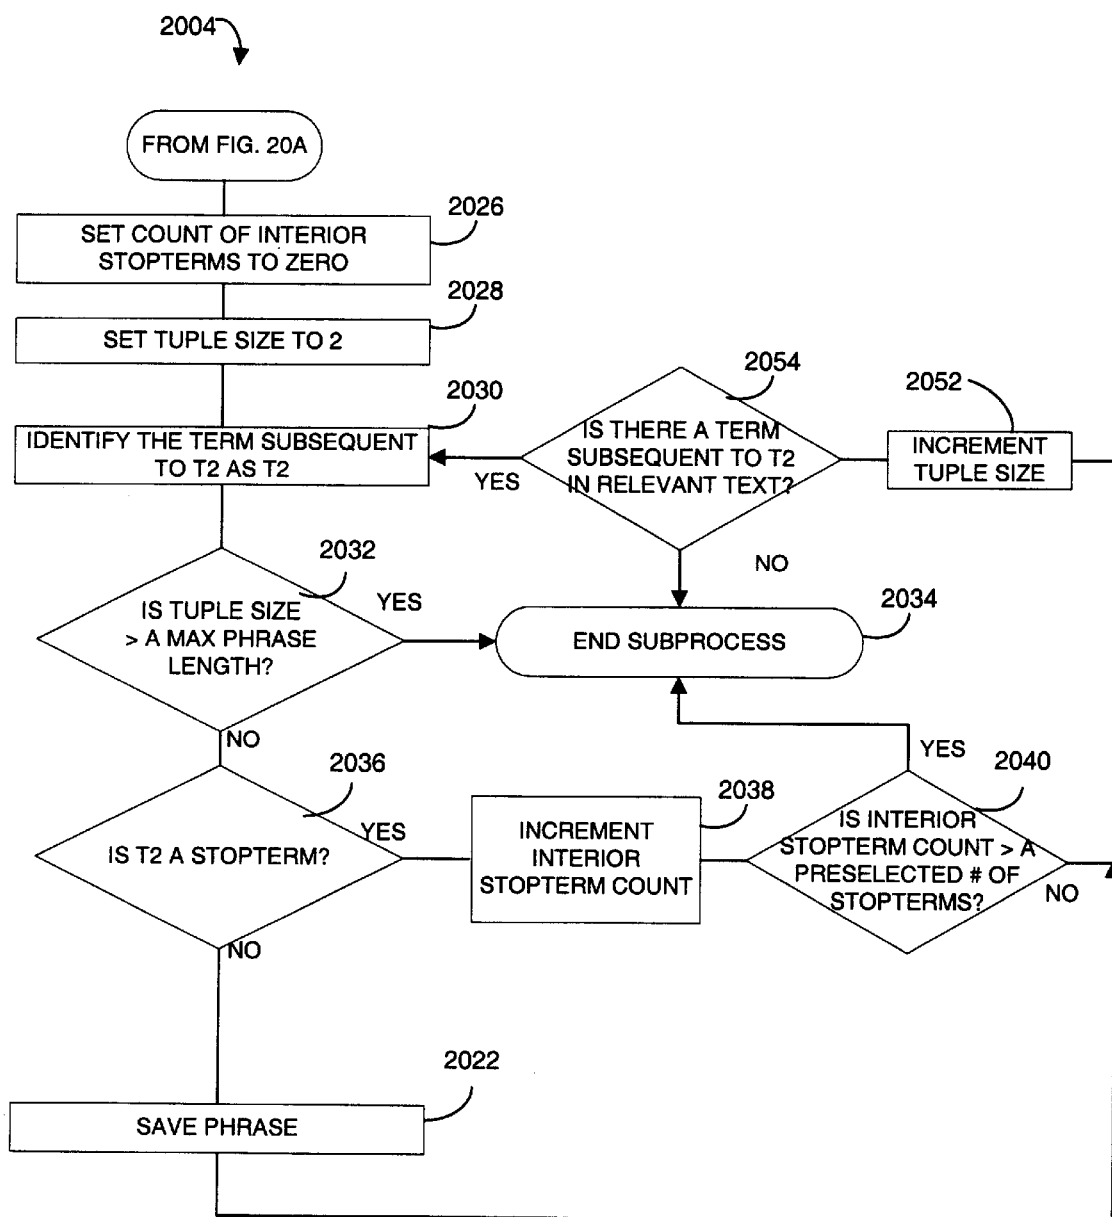 2004
FROM FIG. 20A
2026
SET COUNT OF INTERIOR
STOPTERMS TO ZERO
2028
SET TUPLE SIZE TO 2
2030
IDENTIFY THE TERM SUBSEQUENT
TO T2 AS T2
2054
IS THERE A TERM
SUBSEQUENT TO T2
IN RELEVANT TEXT?
YES
NO
2052
INCREMENT
TUPLE SIZE
2032
IS TUPLE SIZE
> A MAX PHRASE
LENGTH?
YES
NO
2034
END SUBPROCESS
2036
IS T2 A STOPTERM?
YES
NO
2038
INCREMENT
INTERIOR
STOPTERM COUNT
2040
IS INTERIOR
STOPTERM COUNT > A
PRESELECTED # OF
STOPTERMS?
YES
NO
2022
SAVE PHRASE